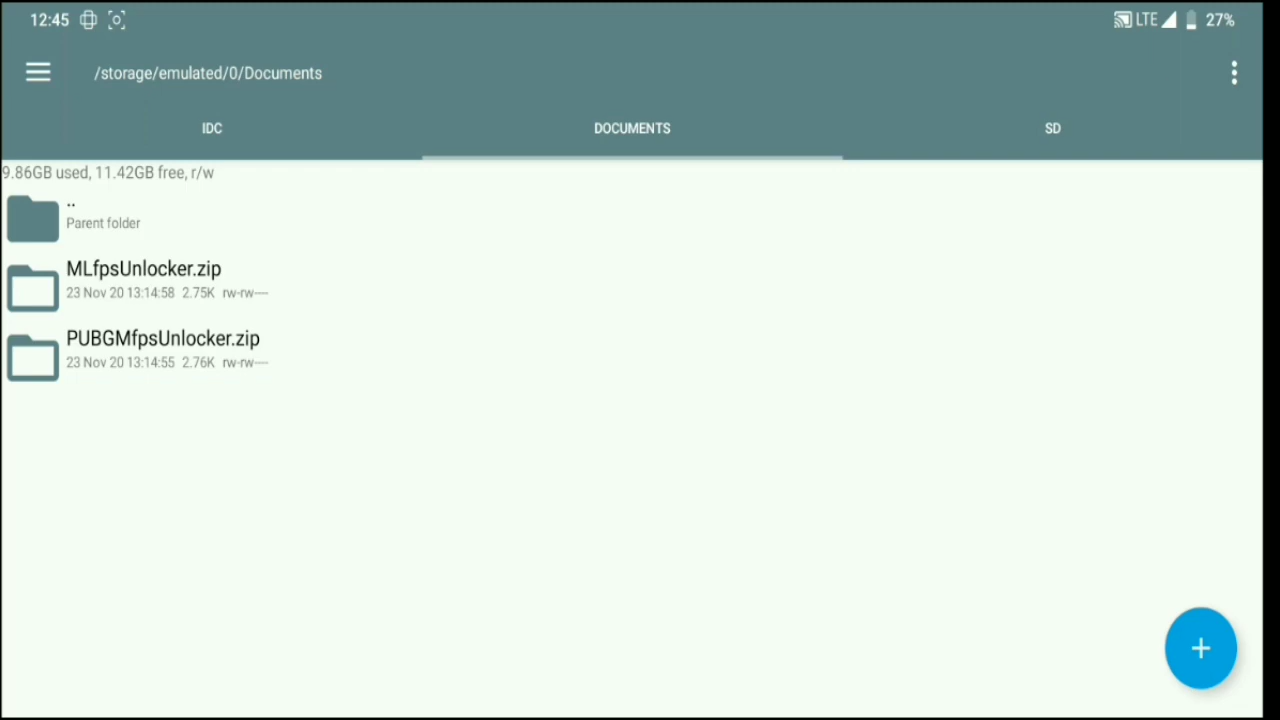 12:45 LTE 27%
/storage/emulated/0/Documents
IDC DOCUMENTS SD
9.86GB used, 11.42GB free, r/w
..
Parent folder
MLfpsUnlocker.zip
23 Nov 20 13:14:58 2.75K rw-rw----
PUBGMfpsUnlocker.zip
23 Nov 20 13:14:55 2.76K rw-rw----